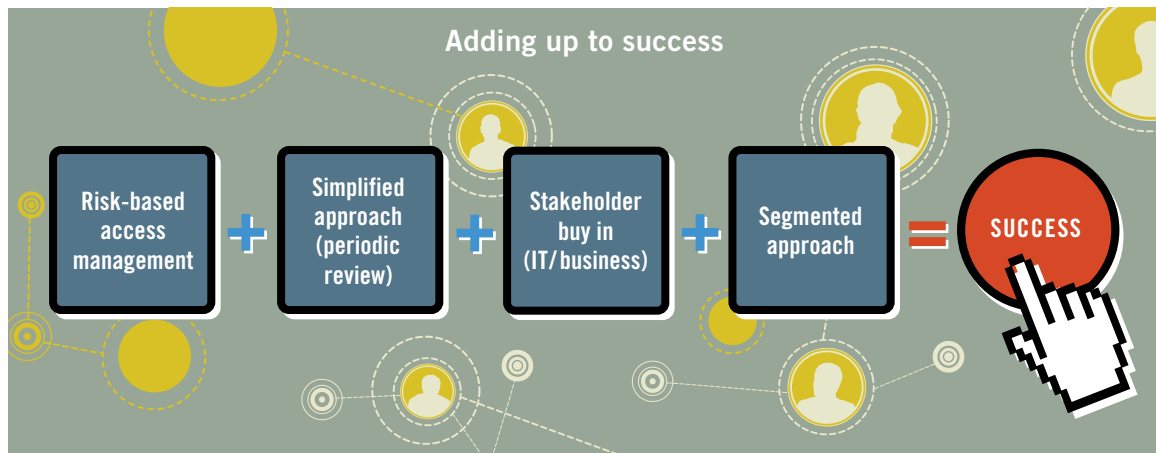 Adding up to success
Risk-based
access
management
+
Simplified
approach
(periodic
review)
+
Stakeholder
buy in
(IT/business)
+
Segmented
approach
=
SUCCESS